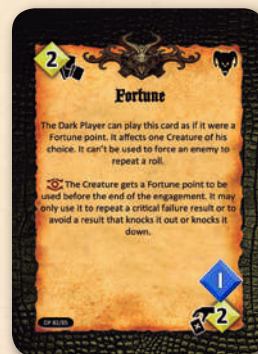 2
Fortune
The Dark Player can play this card as if it were a
Fortune point. It affects one Creature of his
choice. It can't be used to force an enemy to
repeat a roll.
The Creature gets a Fortune point to be
used before the end of the engagement. It may
only use it to repeat a critical failure result or to
avoid a result that knocks it out or knocks it
down.
1
2